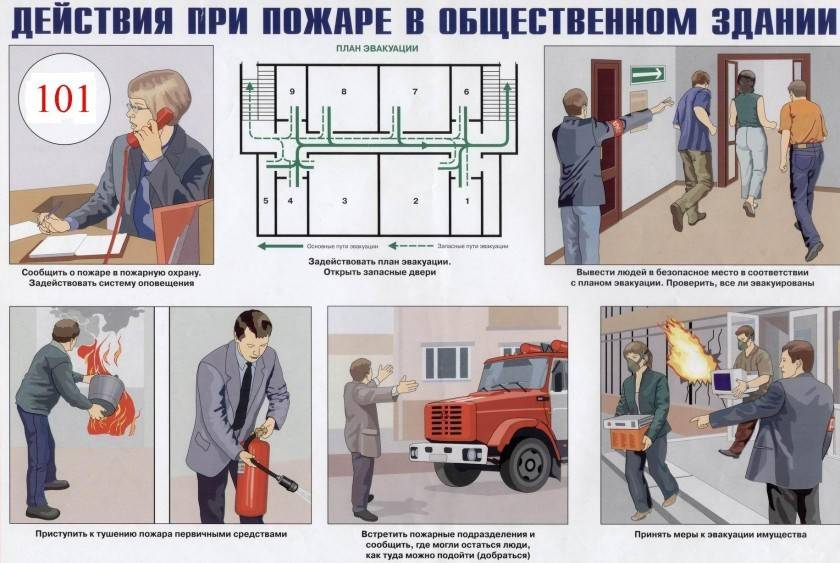 ДЕЙСТВИЯ ПРИ ПОЖАРЕ В ОБЩЕСТВЕННОМ ЗДАНИИ
101
ПЛАН ЭВАКУАЦИИ
9 8 7 6
5 4 3 2 1
Основные пути эвакуации
Запасные пути эвакуации
Сообщить о пожаре в пожарную охрану.
Задействовать систему оповещения
Задействовать план эвакуации.
Открыть запасные двери
Вывести людей в безопасное место в соответствии
с планом эвакуации. Проверить, все ли эвакуированы
Приступить к тушению пожара первичными средствами
Встретить пожарные подразделения и
сообщить, где могли остаться люди,
как туда можно подойти (добраться)
Принять меры к эвакуации имущества